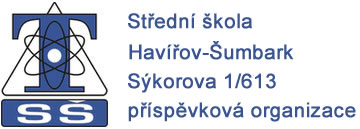 T
SŠ
Střední škola
Havířov-Šumbark
Sýkorova 1/613
příspěvková organizace